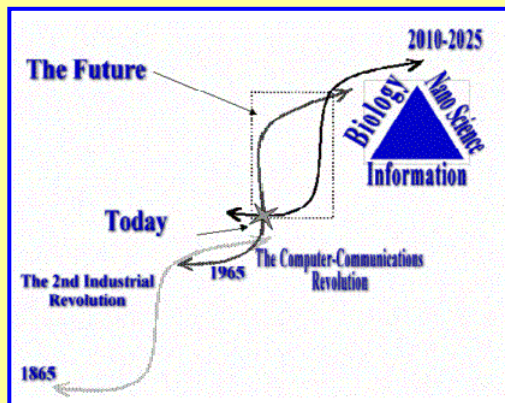 2010-2025
The Future
Biology
Nano Science
Information
Today
The Computer-Communications
Revolution
1965
The 2nd Industrial
Revolution
1865